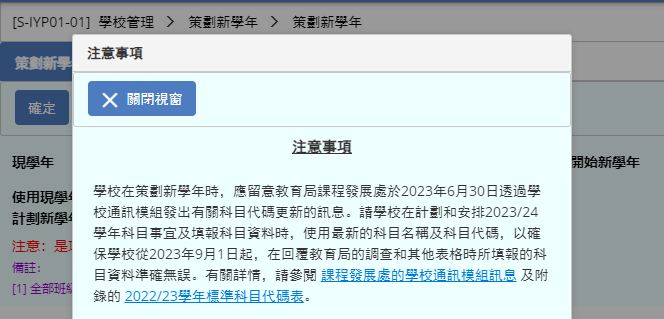 [S-IYP01-01] 學校管理 > 策劃新學年 > 策劃新學年
注意事項
策劃新學
確定
關閉視窗
注意事項
現學年
開始新學年
學校在策劃新學年時，應留意教育局課程發展處於2023年6月30日透過學
使用現學年
校通訊模組發出有關科目代碼更新的訊息。請學校在計劃和安排2023/24
計劃新學年
學年科目事宜及填報科目資料時，使用最新的科目名稱及科目代碼，以確
注意：是項
保學校從2023年9月1日起，在回覆教育局的調查和其他表格時所填報的科
備註：
目資料準確無誤。有關詳情，請參閱 課程發展處的學校通訊模組訊息 及附
[1] 全部班級
錄的 2022/23學年標準科目代碼表。